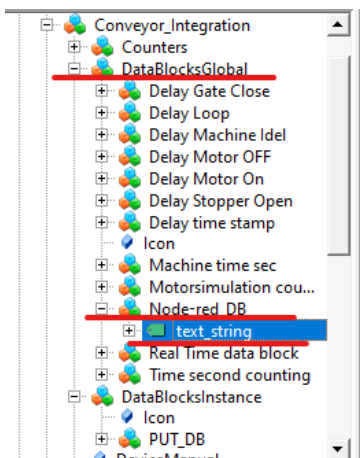 Conveyor_Integration
Counters
DataBlocksGlobal
Delay Gate Close
Delay Loop
Delay Machine Idel
Delay Motor OFF
Delay Motor On
Delay Stopper Open
Delay time stamp
Icon
Machine time sec
Motorsimulation cou...
Node-red_DB
text_string
Real Time data block
Time second counting
DataBlocksInstance
Icon
PUT_DB
DeviceManual